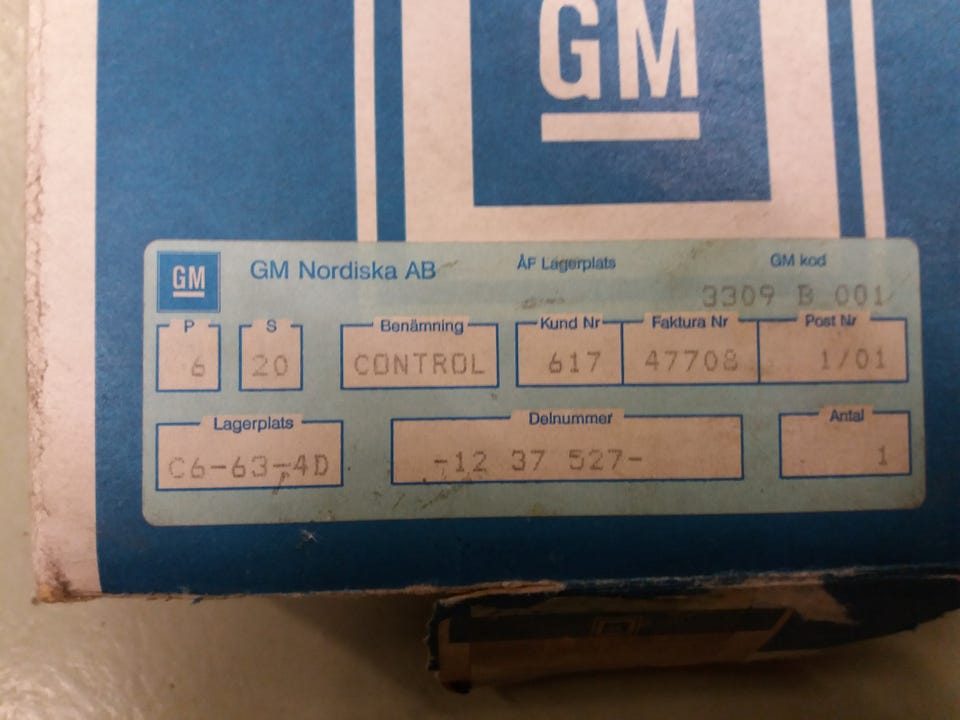 GM
GM
GM Nordiska AB ÅF Lagerplats GM kod
3309 B 001
P S Benämning Kund Nr Faktura Nr Post Nr
6 20 CONTROL 617 47708 1/01
Lagerplats Delnummer Antal
C6-63-4D -12 37 527- 1